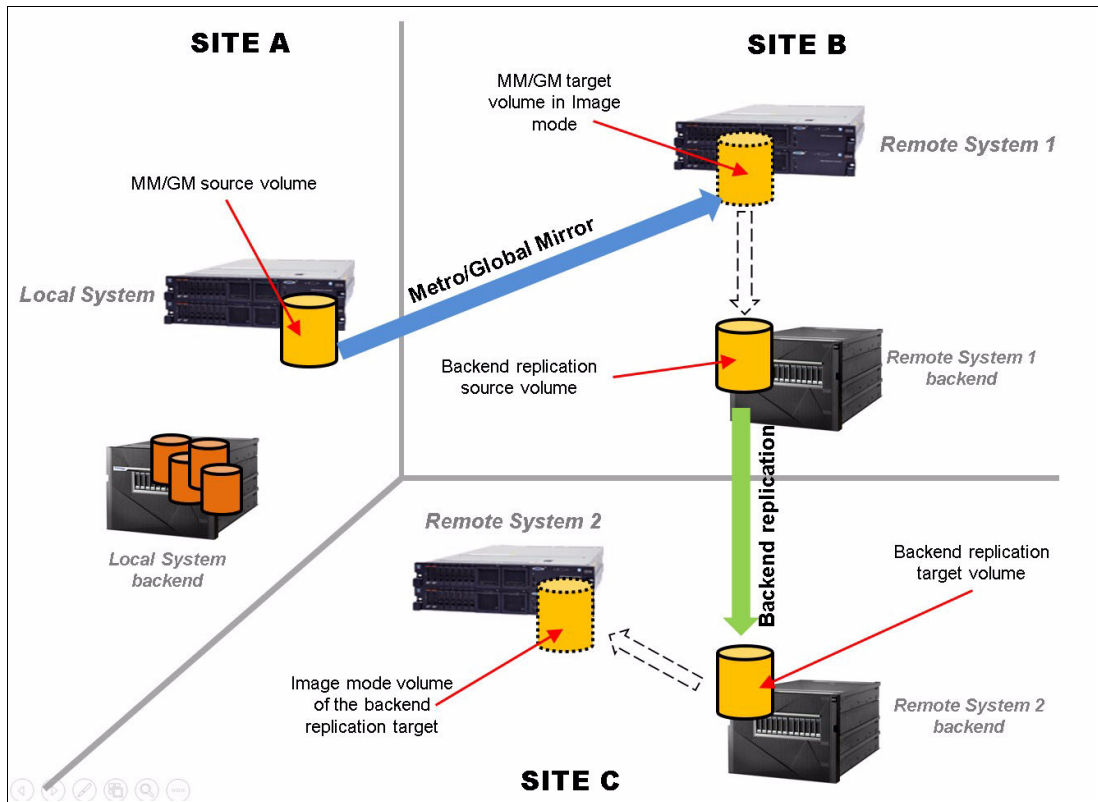 SITE A
SITE B
MM/GM target
volume in Image
mode
Remote System 1
MM/GM source volume
Metro/Global Mirror
Local System
Backend replication
source volume
Remote System 1
backend
Local System
backend
Backend replication
Remote System 2
Backend replication
target volume
Image mode volume
of the backend
replication target
Remote System 2
backend
SITE C